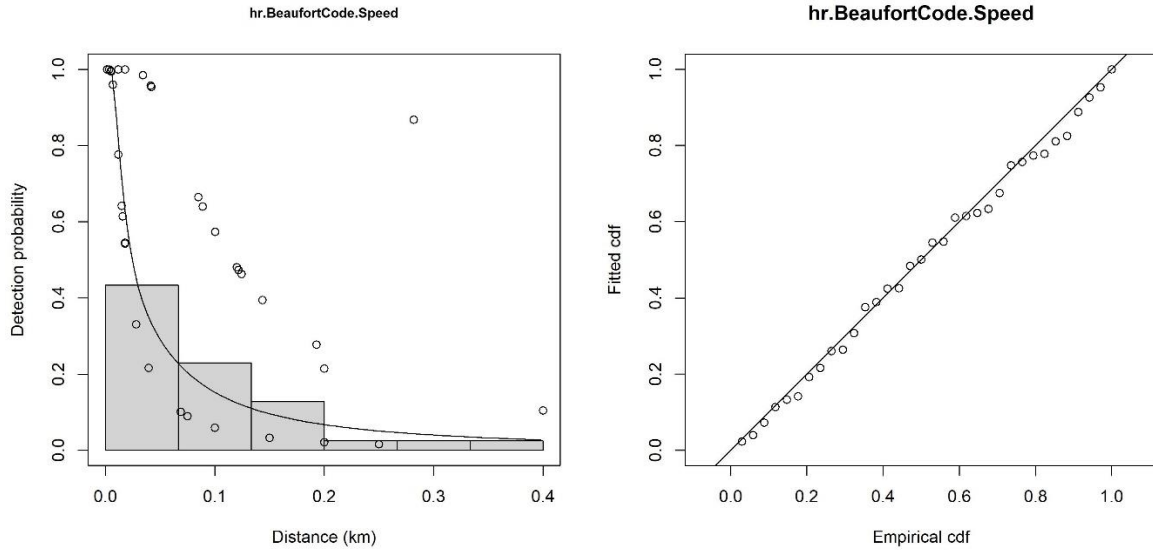 hr.BeaufortCode.Speed
Detection probability
1.0
0.8
0.6
0.4
0.2
0.0
0.0 0.1 0.2 0.3 0.4
Distance (km)
hr.BeaufortCode.Speed
Fitted cdf
1.0
0.8
0.6
0.4
0.2
0.0
0.0 0.2 0.4 0.6 0.8 1.0
Empirical cdf